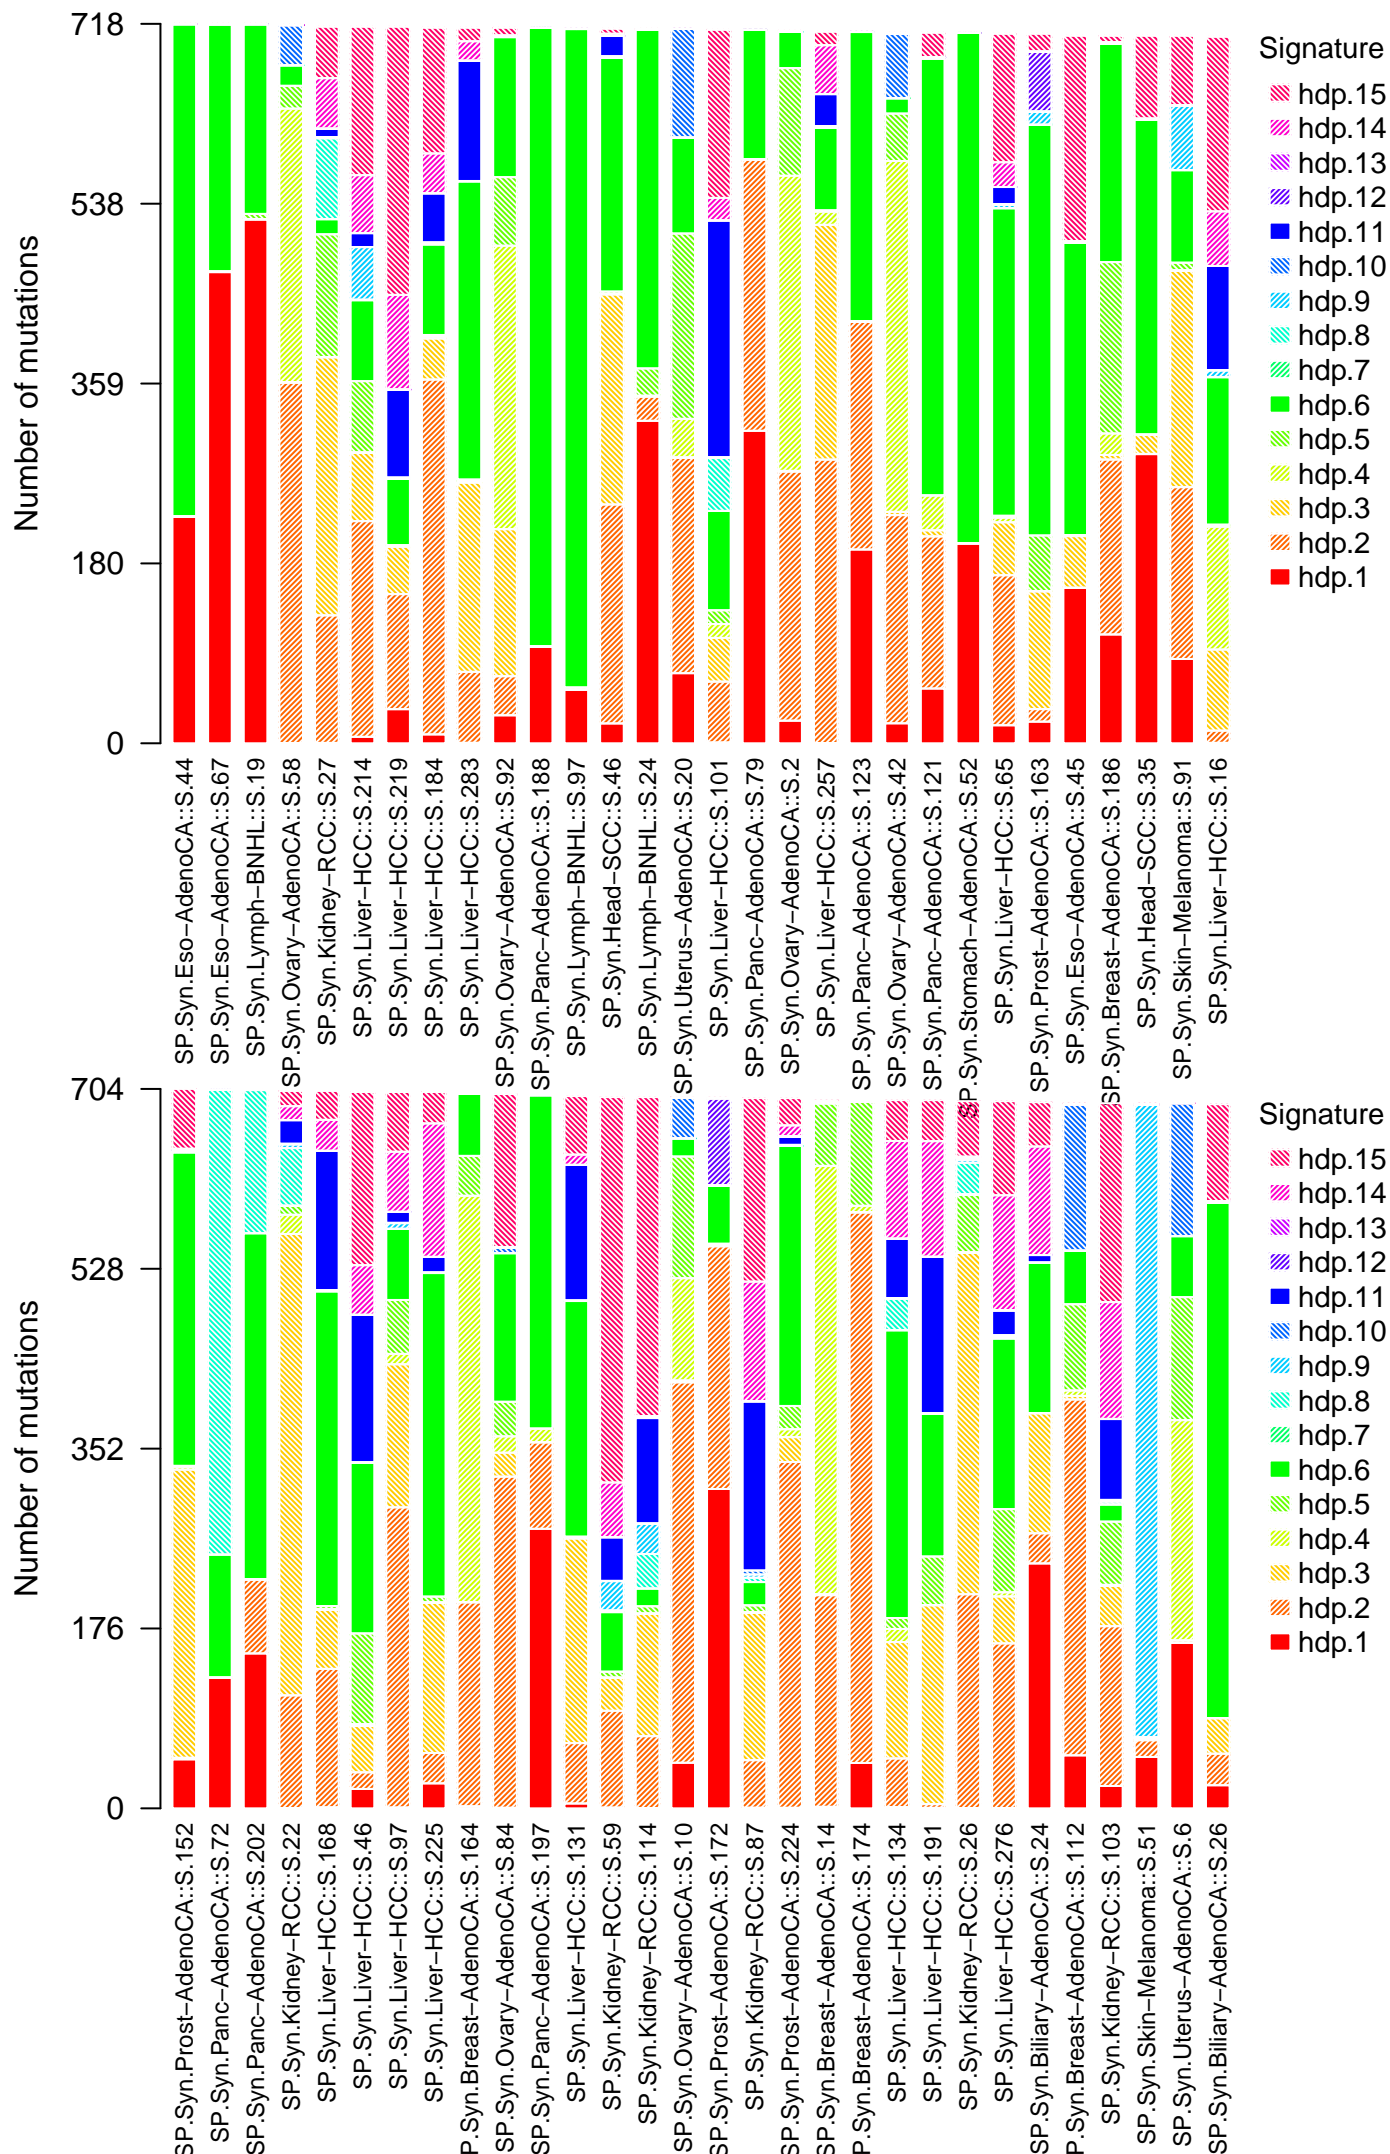 Number of mutations
718
538
359
180
0
Signature
hdp.15
hdp.14
hdp.13
hdp.12
hdp.11
hdp.10
hdp.9
hdp.8
hdp.7
hdp.6
hdp.5
hdp.4
hdp.3
hdp.2
hdp.1
SP.Syn.Eso−AdenoCA::S.44
SP.Syn.Eso−AdenoCA::S.67
SP.Syn.Lymph−BNHL::S.19
SP.Syn.Ovary−AdenoCA::S.58
SP.Syn.Kidney−RCC::S.27
SP.Syn.Liver−HCC::S.214
SP.Syn.Liver−HCC::S.219
SP.Syn.Liver−HCC::S.184
SP.Syn.Liver−HCC::S.283
SP.Syn.Ovary−AdenoCA::S.92
SP.Syn.Panc−AdenoCA::S.188
SP.Syn.Lymph−BNHL::S.97
SP.Syn.Head−SCC::S.46
SP.Syn.Lymph−BNHL::S.24
SP.Syn.Uterus−AdenoCA::S.20
SP.Syn.Liver−HCC::S.101
SP.Syn.Panc−AdenoCA::S.79
SP.Syn.Ovary−AdenoCA::S.2
SP.Syn.Liver−HCC::S.257
SP.Syn.Panc−AdenoCA::S.123
SP.Syn.Ovary−AdenoCA::S.42
SP.Syn.Panc−AdenoCA::S.121
SP.Syn.Stomach−AdenoCA::S.52
SP.Syn.Liver−HCC::S.65
SP.Syn.Prost−AdenoCA::S.163
SP.Syn.Eso−AdenoCA::S.45
SP.Syn.Breast−AdenoCA::S.186
SP.Syn.Head−SCC::S.35
SP.Syn.Skin−Melanoma::S.91
SP.Syn.Liver−HCC::S.16
Number of mutations
704
528
352
176
0
Signature
hdp.15
hdp.14
hdp.13
hdp.12
hdp.11
hdp.10
hdp.9
hdp.8
hdp.7
hdp.6
hdp.5
hdp.4
hdp.3
hdp.2
hdp.1
SP.Syn.Prost−AdenoCA::S.152
SP.Syn.Panc−AdenoCA::S.72
SP.Syn.Panc−AdenoCA::S.202
SP.Syn.Kidney−RCC::S.22
SP.Syn.Liver−HCC::S.168
SP.Syn.Liver−HCC::S.46
SP.Syn.Liver−HCC::S.97
SP.Syn.Liver−HCC::S.225
P.Syn.Breast−AdenoCA::S.164
SP.Syn.Ovary−AdenoCA::S.84
SP.Syn.Panc−AdenoCA::S.197
SP.Syn.Liver−HCC::S.131
SP.Syn.Kidney−RCC::S.59
SP.Syn.Kidney−RCC::S.114
SP.Syn.Ovary−AdenoCA::S.10
SP.Syn.Prost−AdenoCA::S.172
SP.Syn.Kidney−RCC::S.87
SP.Syn.Prost−AdenoCA::S.224
SP.Syn.Breast−AdenoCA::S.14
P.Syn.Breast−AdenoCA::S.174
SP.Syn.Liver−HCC::S.134
SP.Syn.Liver−HCC::S.191
SP.Syn.Kidney−RCC::S.26
SP.Syn.Liver−HCC::S.276
SP.Syn.Biliary−AdenoCA::S.24
P.Syn.Breast−AdenoCA::S.112
SP.Syn.Kidney−RCC::S.103
SP.Syn.Skin−Melanoma::S.51
SP.Syn.Uterus−AdenoCA::S.6
SP.Syn.Biliary−AdenoCA::S.26